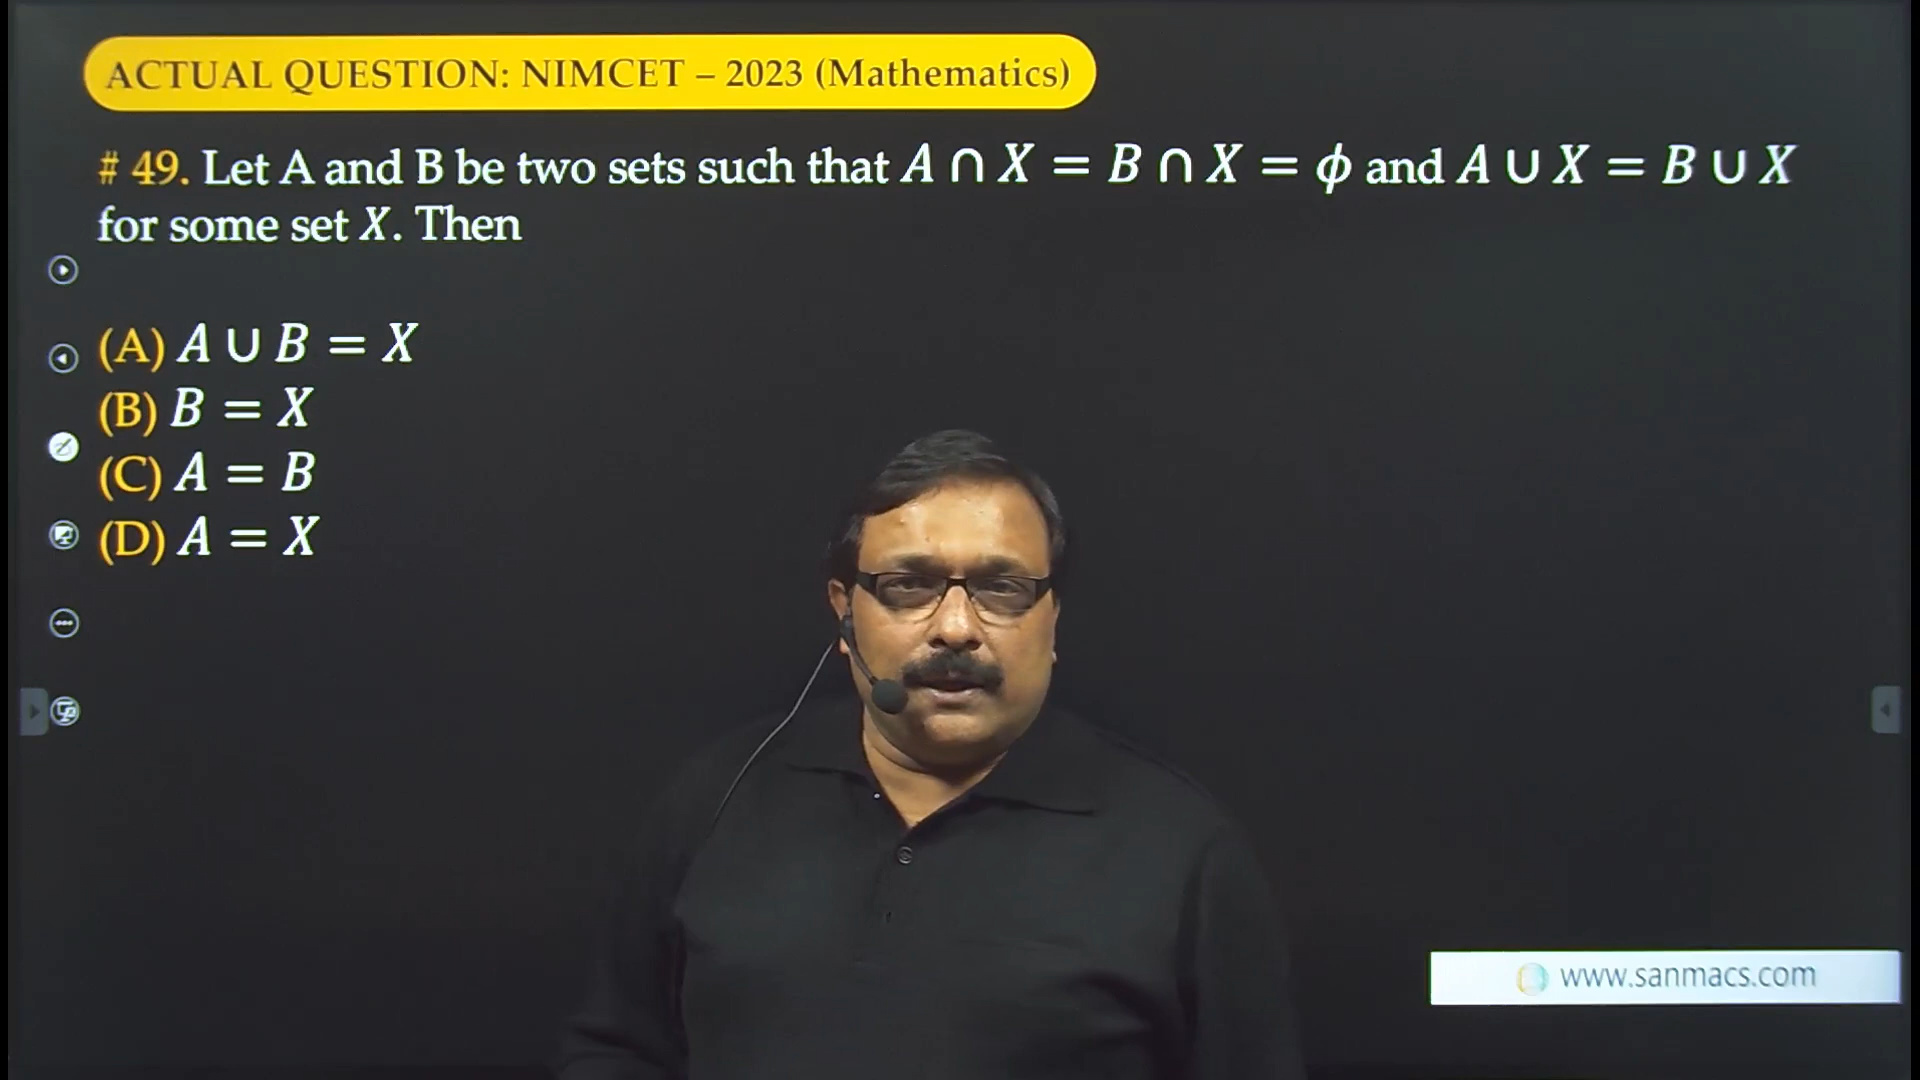 ACTUAL QUESTION: NIMCET – 2023 (Mathematics)
# 49. Let A and B be two sets such that A ∩ X = B ∩ X = ϕ and A ∪ X = B ∪ X
for some set X. Then
(A) A ∪ B = X
(B) B = X
(C) A = B
(D) A = X
www.sanmacs.com